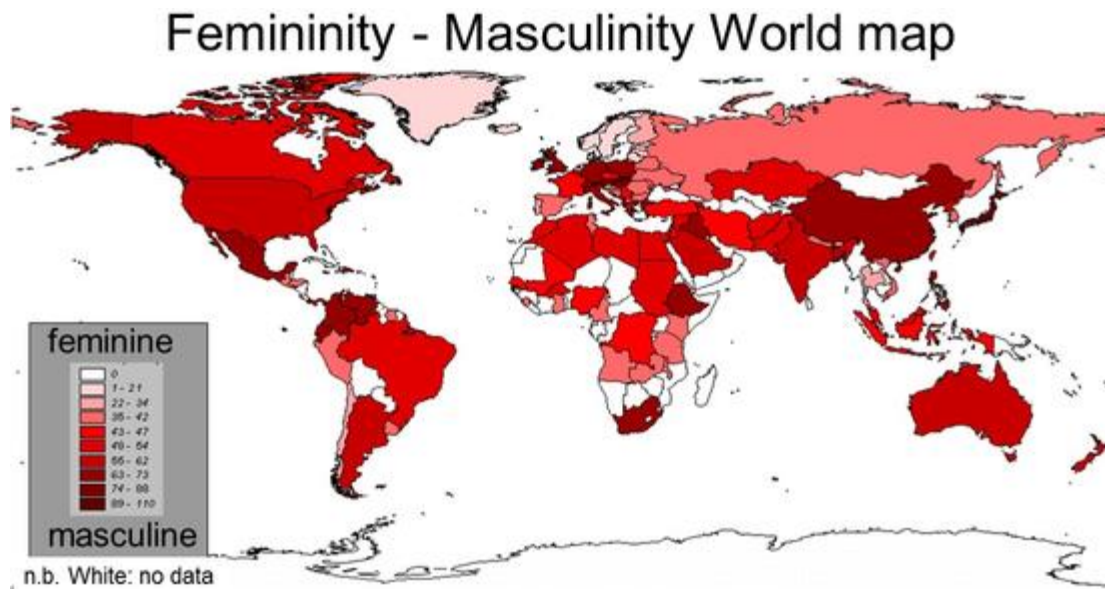 Femininity - Masculinity World map
feminine
0
1 - 21
22 - 34
35 - 42
43 - 47
48 - 54
55 - 62
63 - 73
74 - 88
89 - 110
masculine
n.b. White: no data